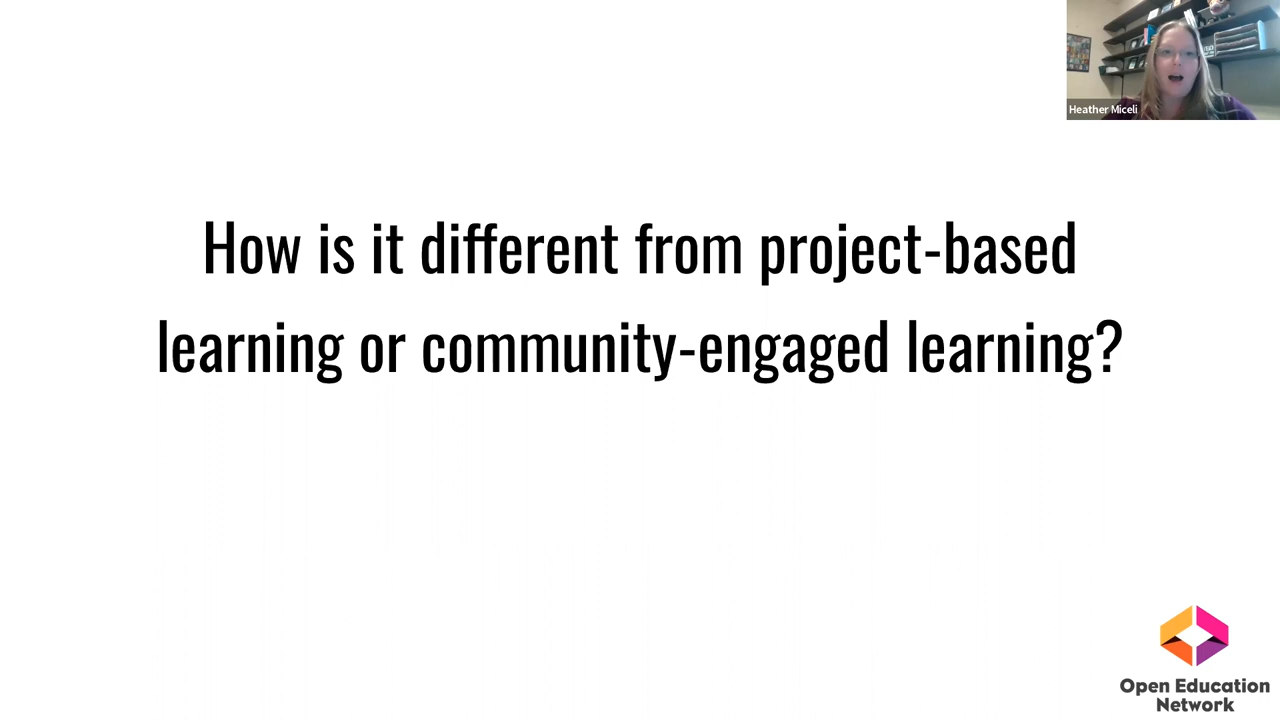 Heather Miceli
How is it different from project-based
learning or community-engaged learning?
Open Education
Network